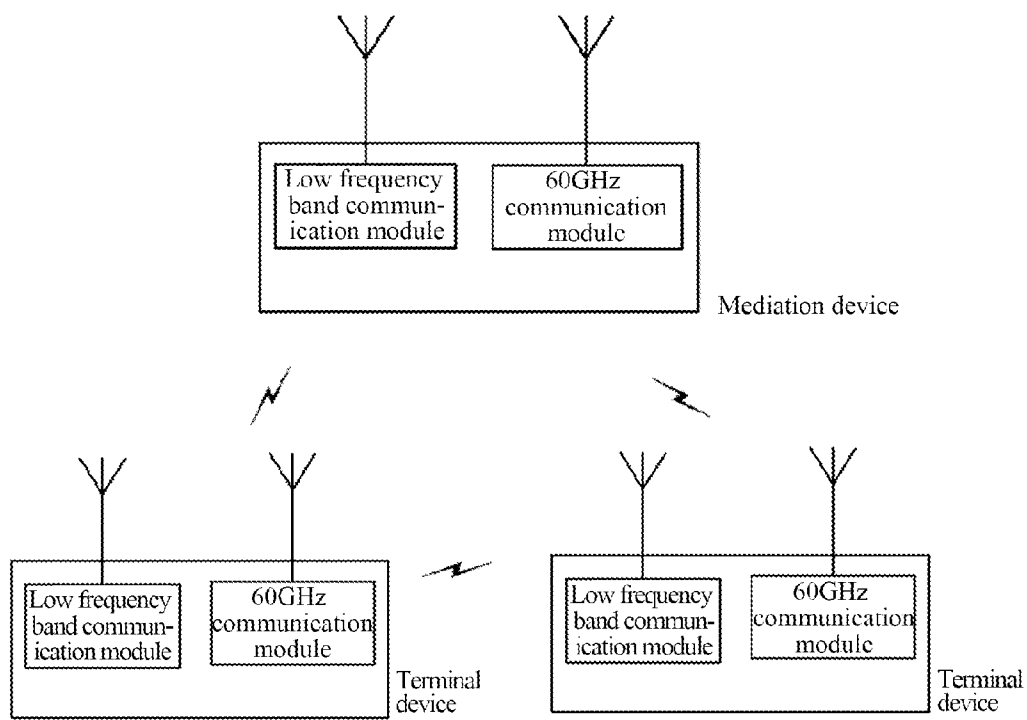 Low frequency
band commun-
ication module
60GHz
communication
module
Mediation device
Low frequency
band commun-
ication module
60GHz
communication
module
Terminal
device
Low frequency
band commun-
ication module
60GHz
communication
module
Terminal
device